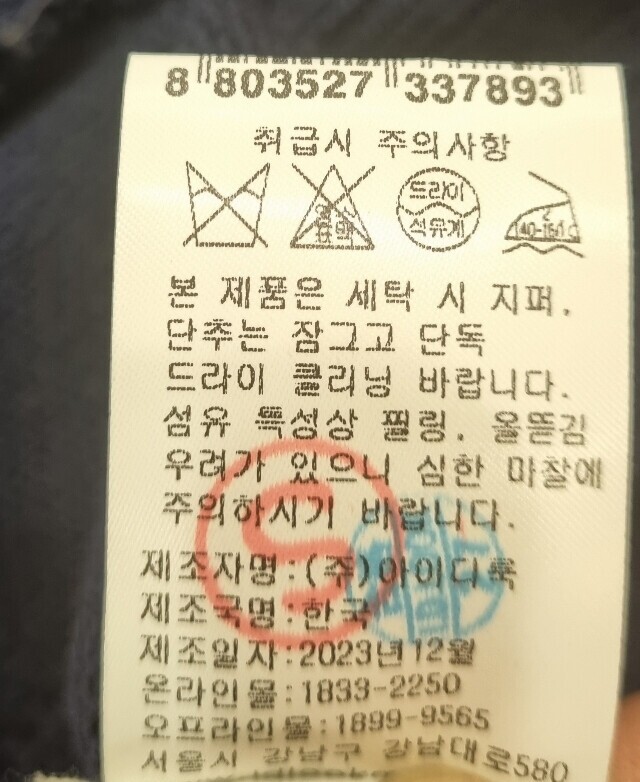 8 803527 337893
취급시 주의사항
드라이
석유계
2
140-160℃
본 제품은 세탁 시 지퍼.
단추는 잠그고 단독
드라이 클리닝 바랍니다.
섬유 특성상 필링. 올뜯김
우려가 있으니 심한 마찰에
주의하시기 바랍니다.
제조자명:(주)아이디룩
제조국명:한국
제조일자:2023년12월
온라인몰:1833-2250
오프라인몰:1899-9565
서울시 강남구 강남대로580